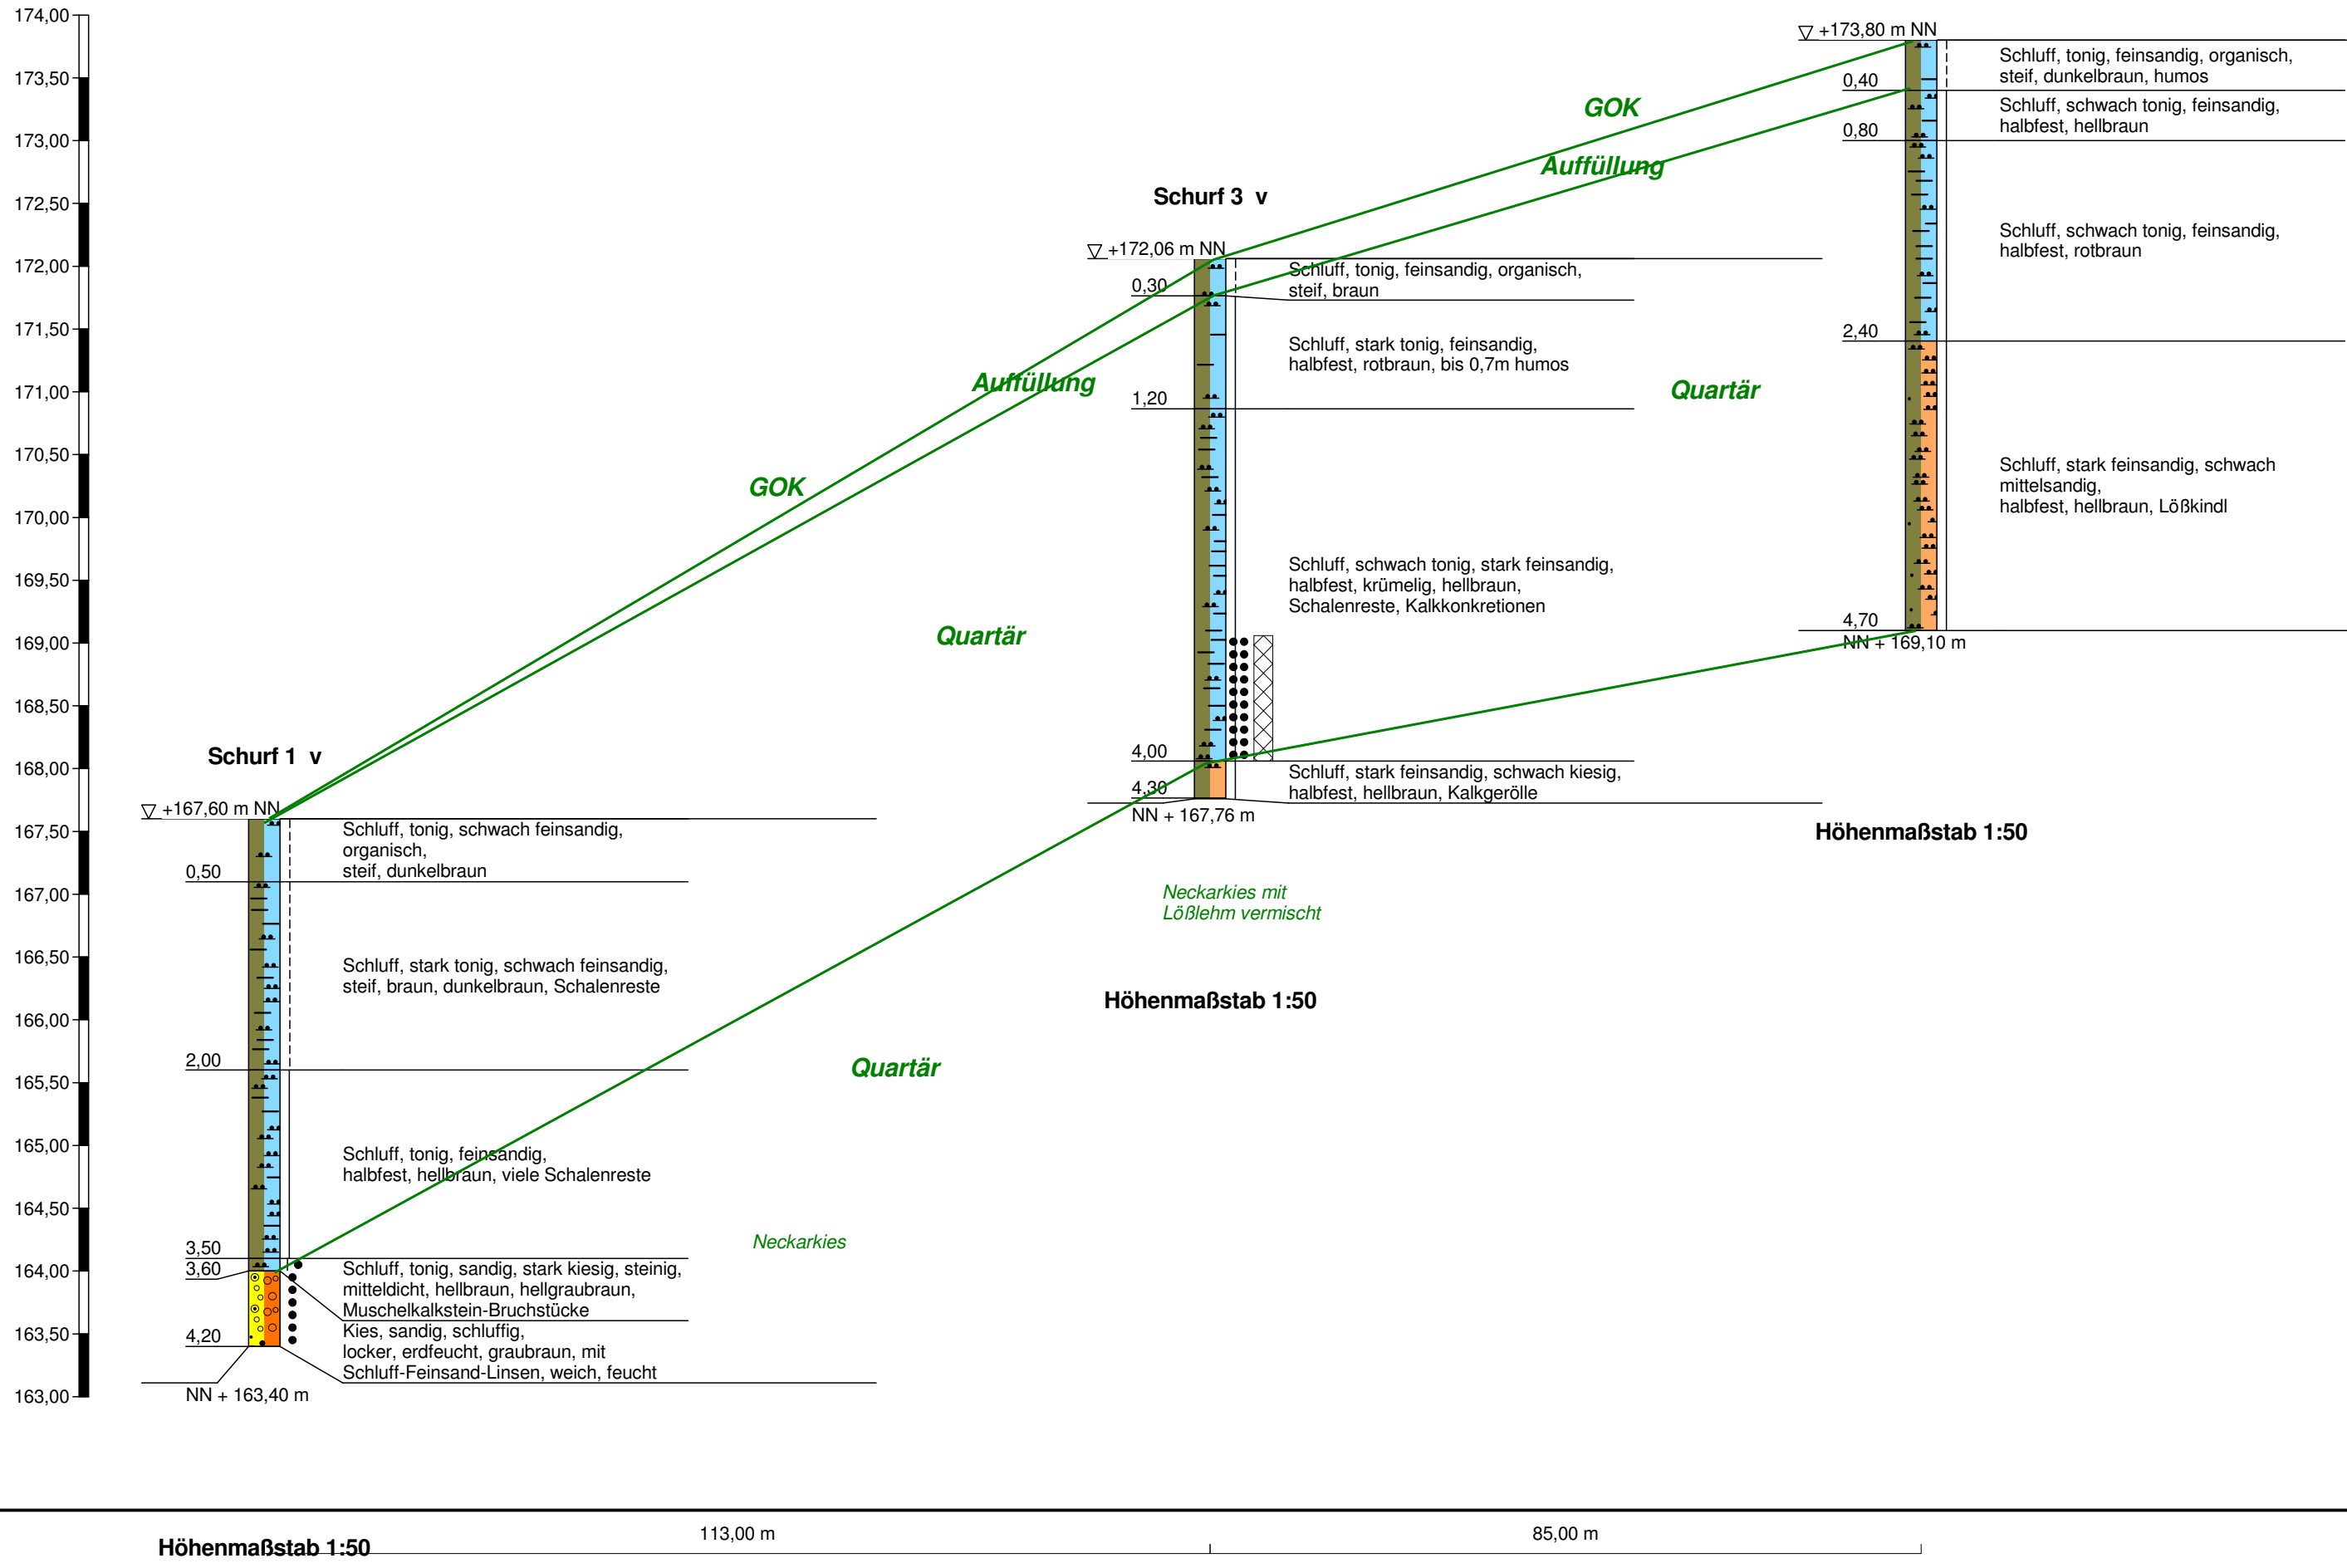 174,00
173,50
173,00
172,50
172,00
171,50
171,00
170,50
170,00
169,50
169,00
168,50
168,00
167,50
167,00
166,50
166,00
165,50
165,00
164,50
164,00
163,50
163,00
Schurf 1 v
+167,60 m NN
0,50
2,00
3,50
3,60
4,20
NN + 163,40 m
Schluff, tonig, schwach feinsandig,
organisch,
steif, dunkelbraun
Schluff, stark tonig, schwach feinsandig,
steif, braun, dunkelbraun, Schalenreste
Schluff, tonig, feinsandig,
halbfest, hellbraun, viele Schalenreste
Schluff, tonig, sandig, stark kiesig, steinig,
mitteldicht, hellbraun, hellgraubraun,
Muschelkalkstein-Bruchstücke
Kies, sandig, schluffig,
locker, erdfeucht, graubraun, mit
Schluff-Feinsand-Linsen, weich, feucht
GOK
Auffüllung
Quartär
Quartär
Neckarkies
Schurf 3 v
+172,06 m NN
0,30
1,20
4,00
4,30
NN + 167,76 m
Schluff, tonig, feinsandig, organisch,
steif, braun
Schluff, stark tonig, feinsandig,
halbfest, rotbraun, bis 0,7m humos
Schluff, schwach tonig, stark feinsandig,
halbfest, krümelig, hellbraun,
Schalenreste, Kalkkonkretionen
Schluff, stark feinsandig, schwach kiesig,
halbfest, hellbraun, Kalkgerölle
Neckarkies mit
Lößlehm vermischt
Höhenmaßstab 1:50
GOK
Auffüllung
Quartär
+173,80 m NN
0,40
0,80
2,40
4,70
NN + 169,10 m
Schluff, tonig, feinsandig, organisch,
steif, dunkelbraun, humos
Schluff, schwach tonig, feinsandig,
halbfest, hellbraun
Schluff, schwach tonig, feinsandig,
halbfest, rotbraun
Schluff, stark feinsandig, schwach
mittelsandig,
halbfest, hellbraun, Lößkindl
Höhenmaßstab 1:50
Höhenmaßstab 1:50
113,00 m
85,00 m